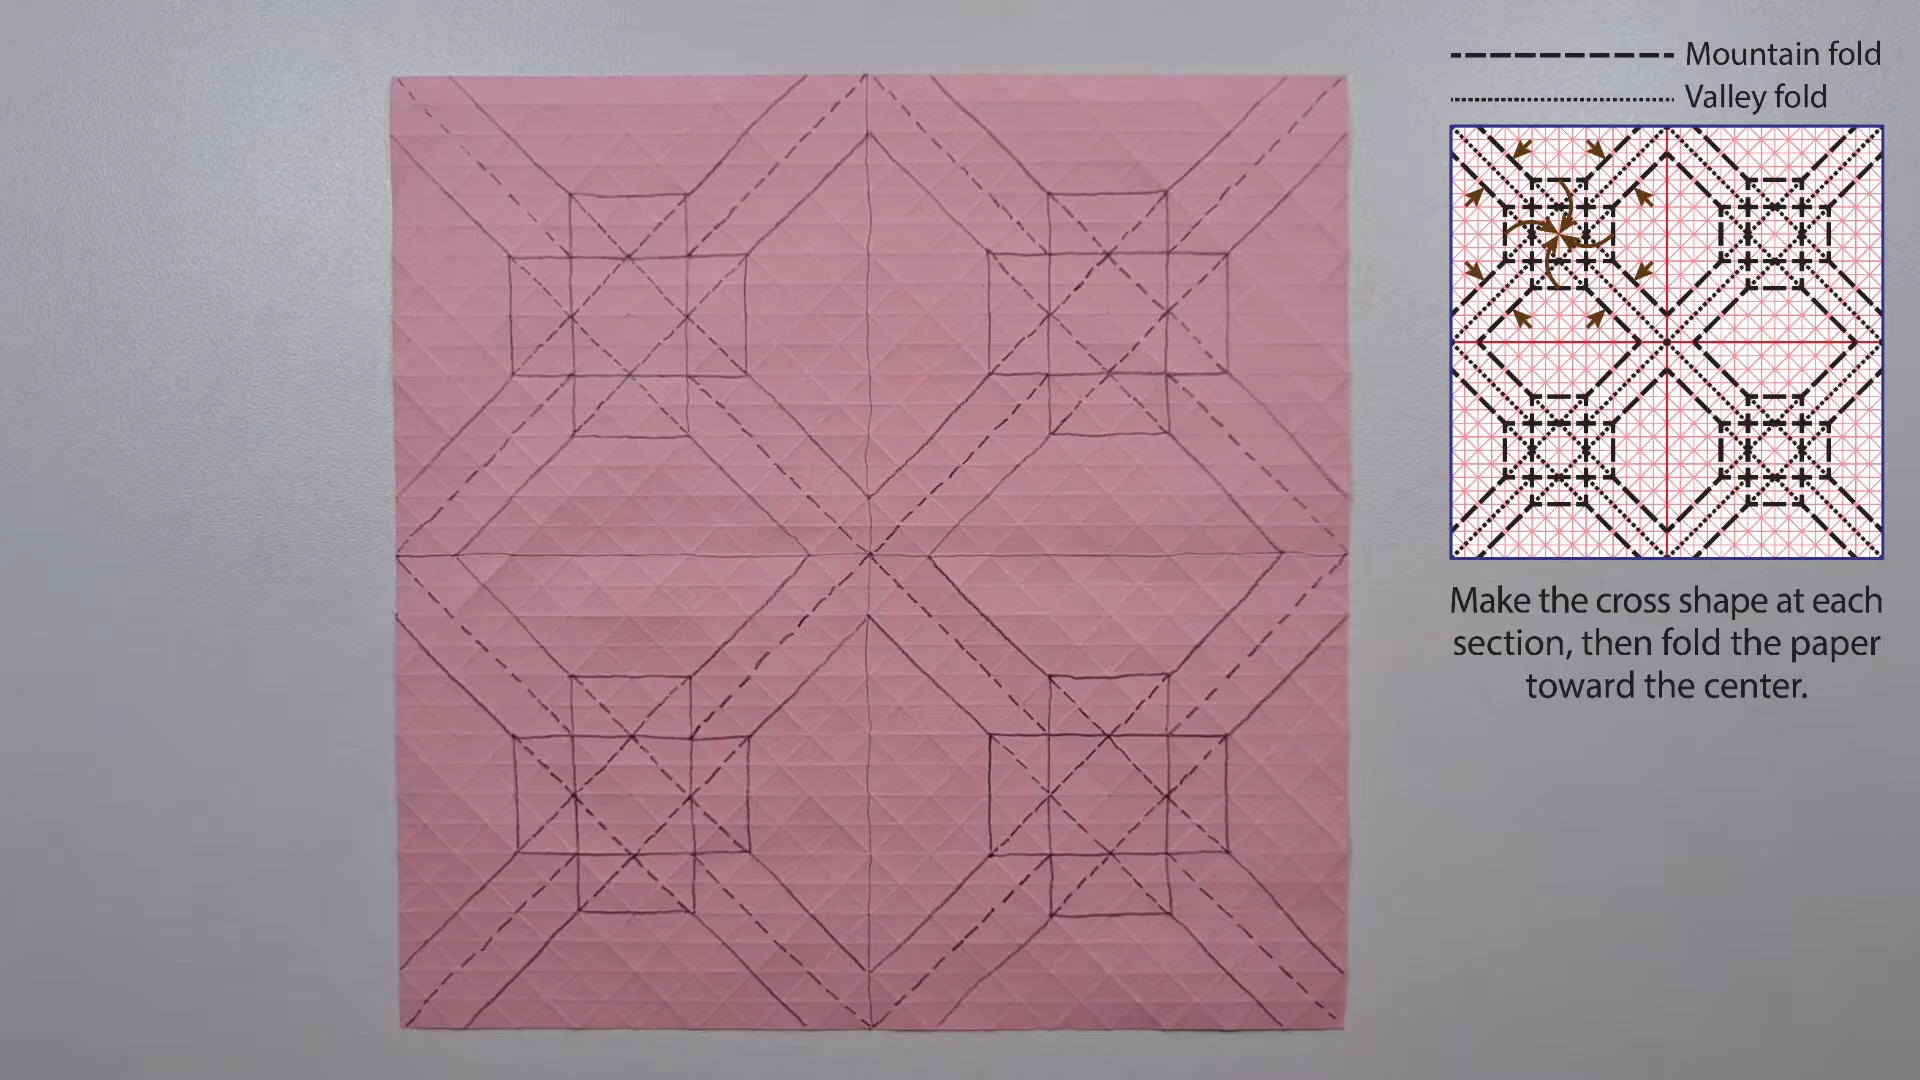 Mountain fold
Valley fold
Make the cross shape at each
section, then fold the paper
toward the center.